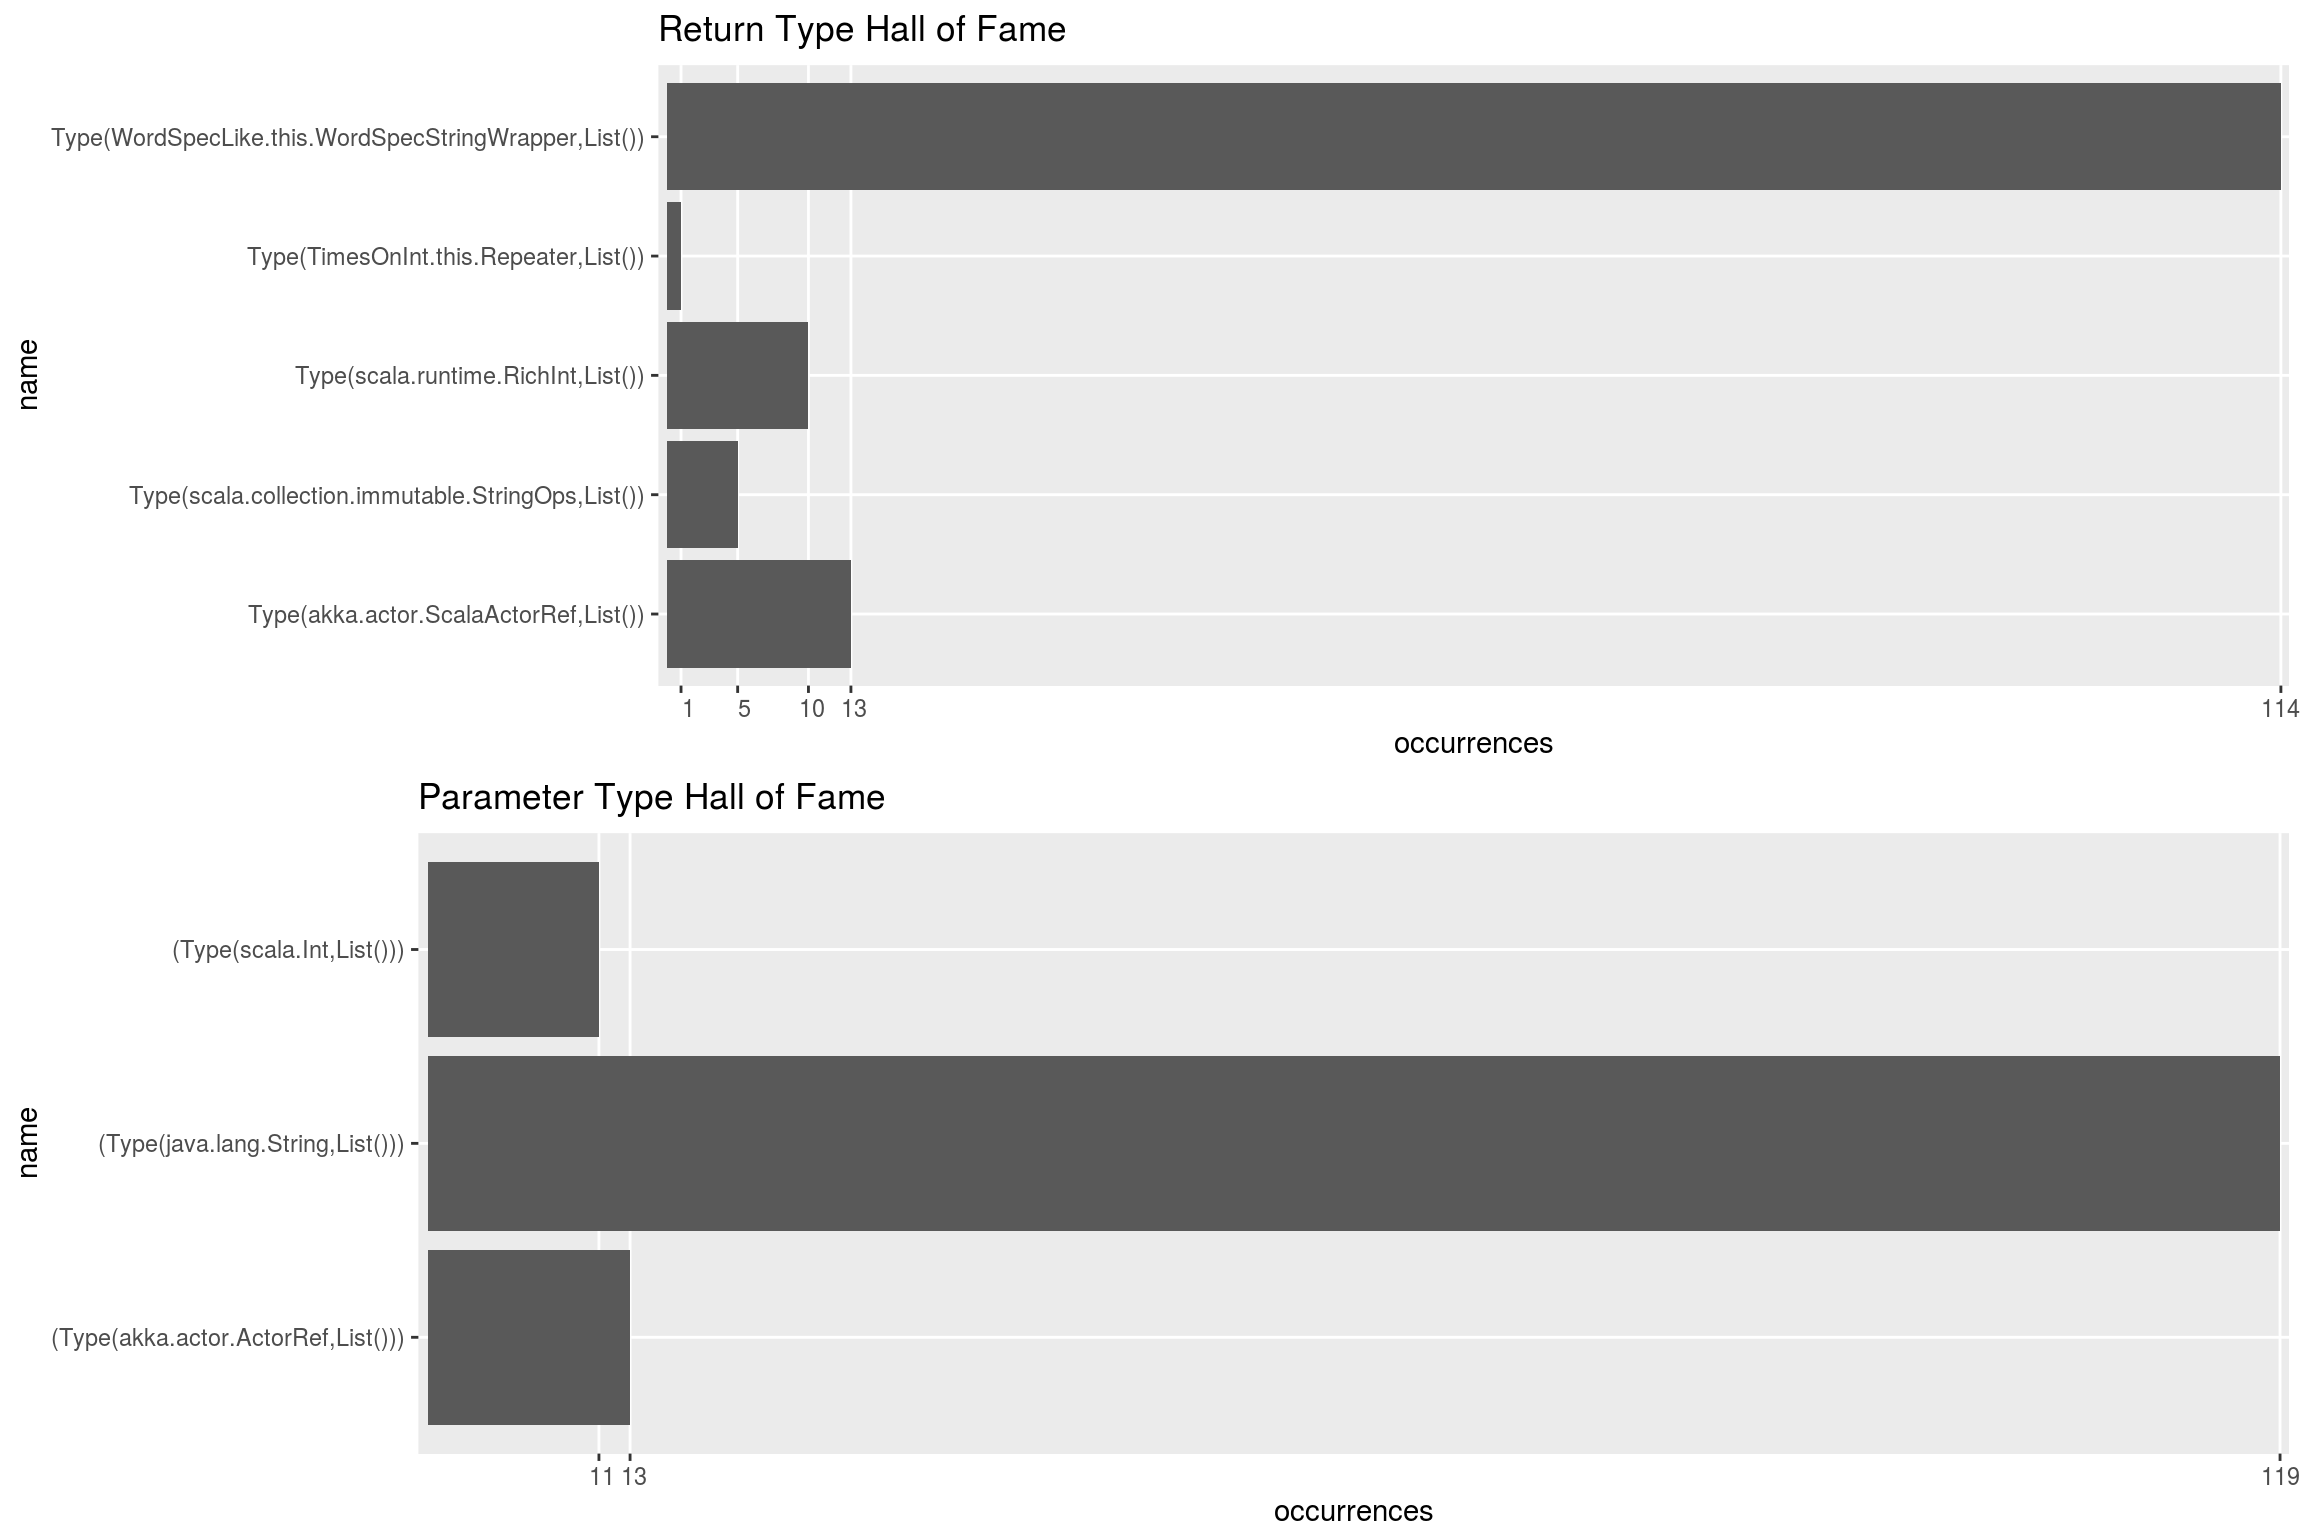 Return Type Hall of Fame
name
Type(WordSpecLike.this.WordSpecStringWrapper,List())
Type(TimesOnInt.this.Repeater,List())
Type(scala.runtime.RichInt,List())
Type(scala.collection.immutable.StringOps,List())
Type(akka.actor.ScalaActorRef,List())
1 5 10 13 114
occurrences
Parameter Type Hall of Fame
name
(Type(scala.Int,List()))
(Type(java.lang.String,List()))
(Type(akka.actor.ActorRef,List()))
11 13 119
occurrences